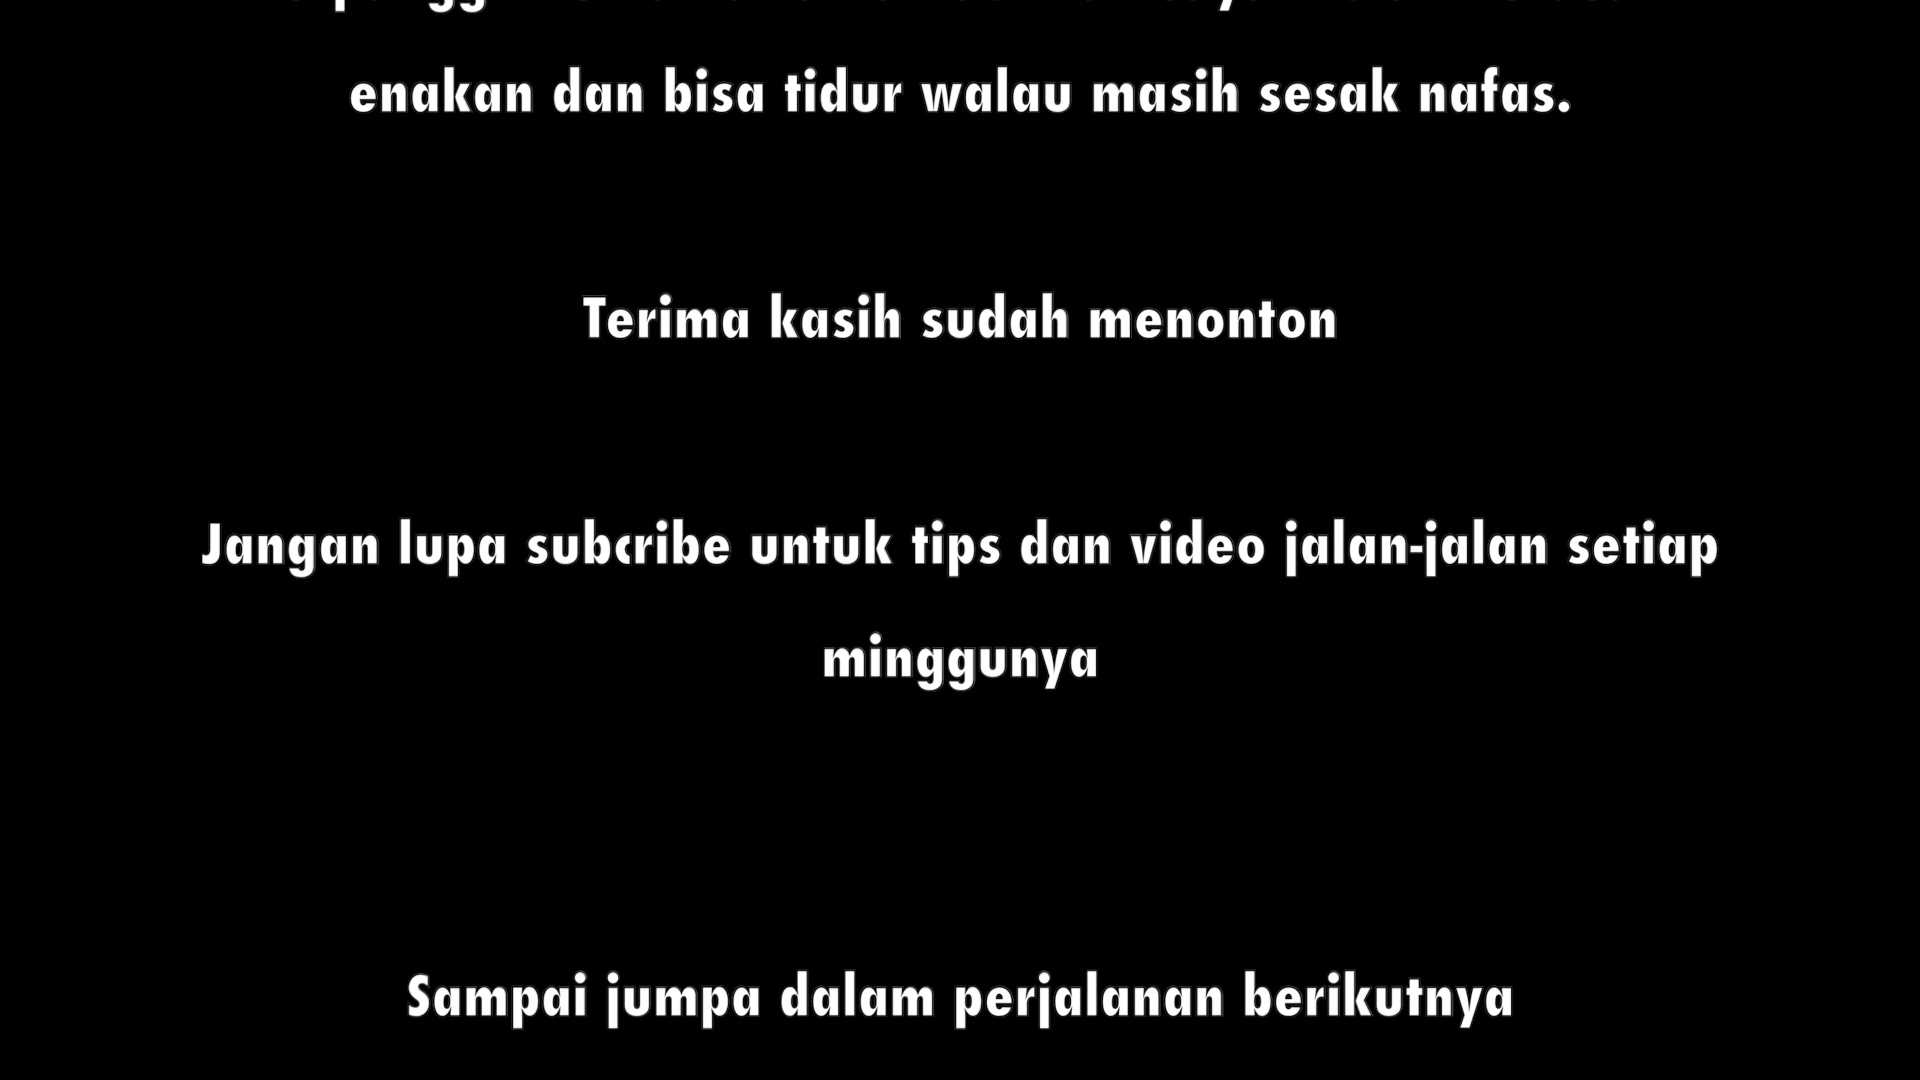 enakan dan bisa tidur walau masih sesak nafas.
Terima kasih sudah menonton
Jangan lupa subcribe untuk tips dan video jalan-jalan setiap
minggunya
Sampai jumpa dalam perjalanan berikutnya